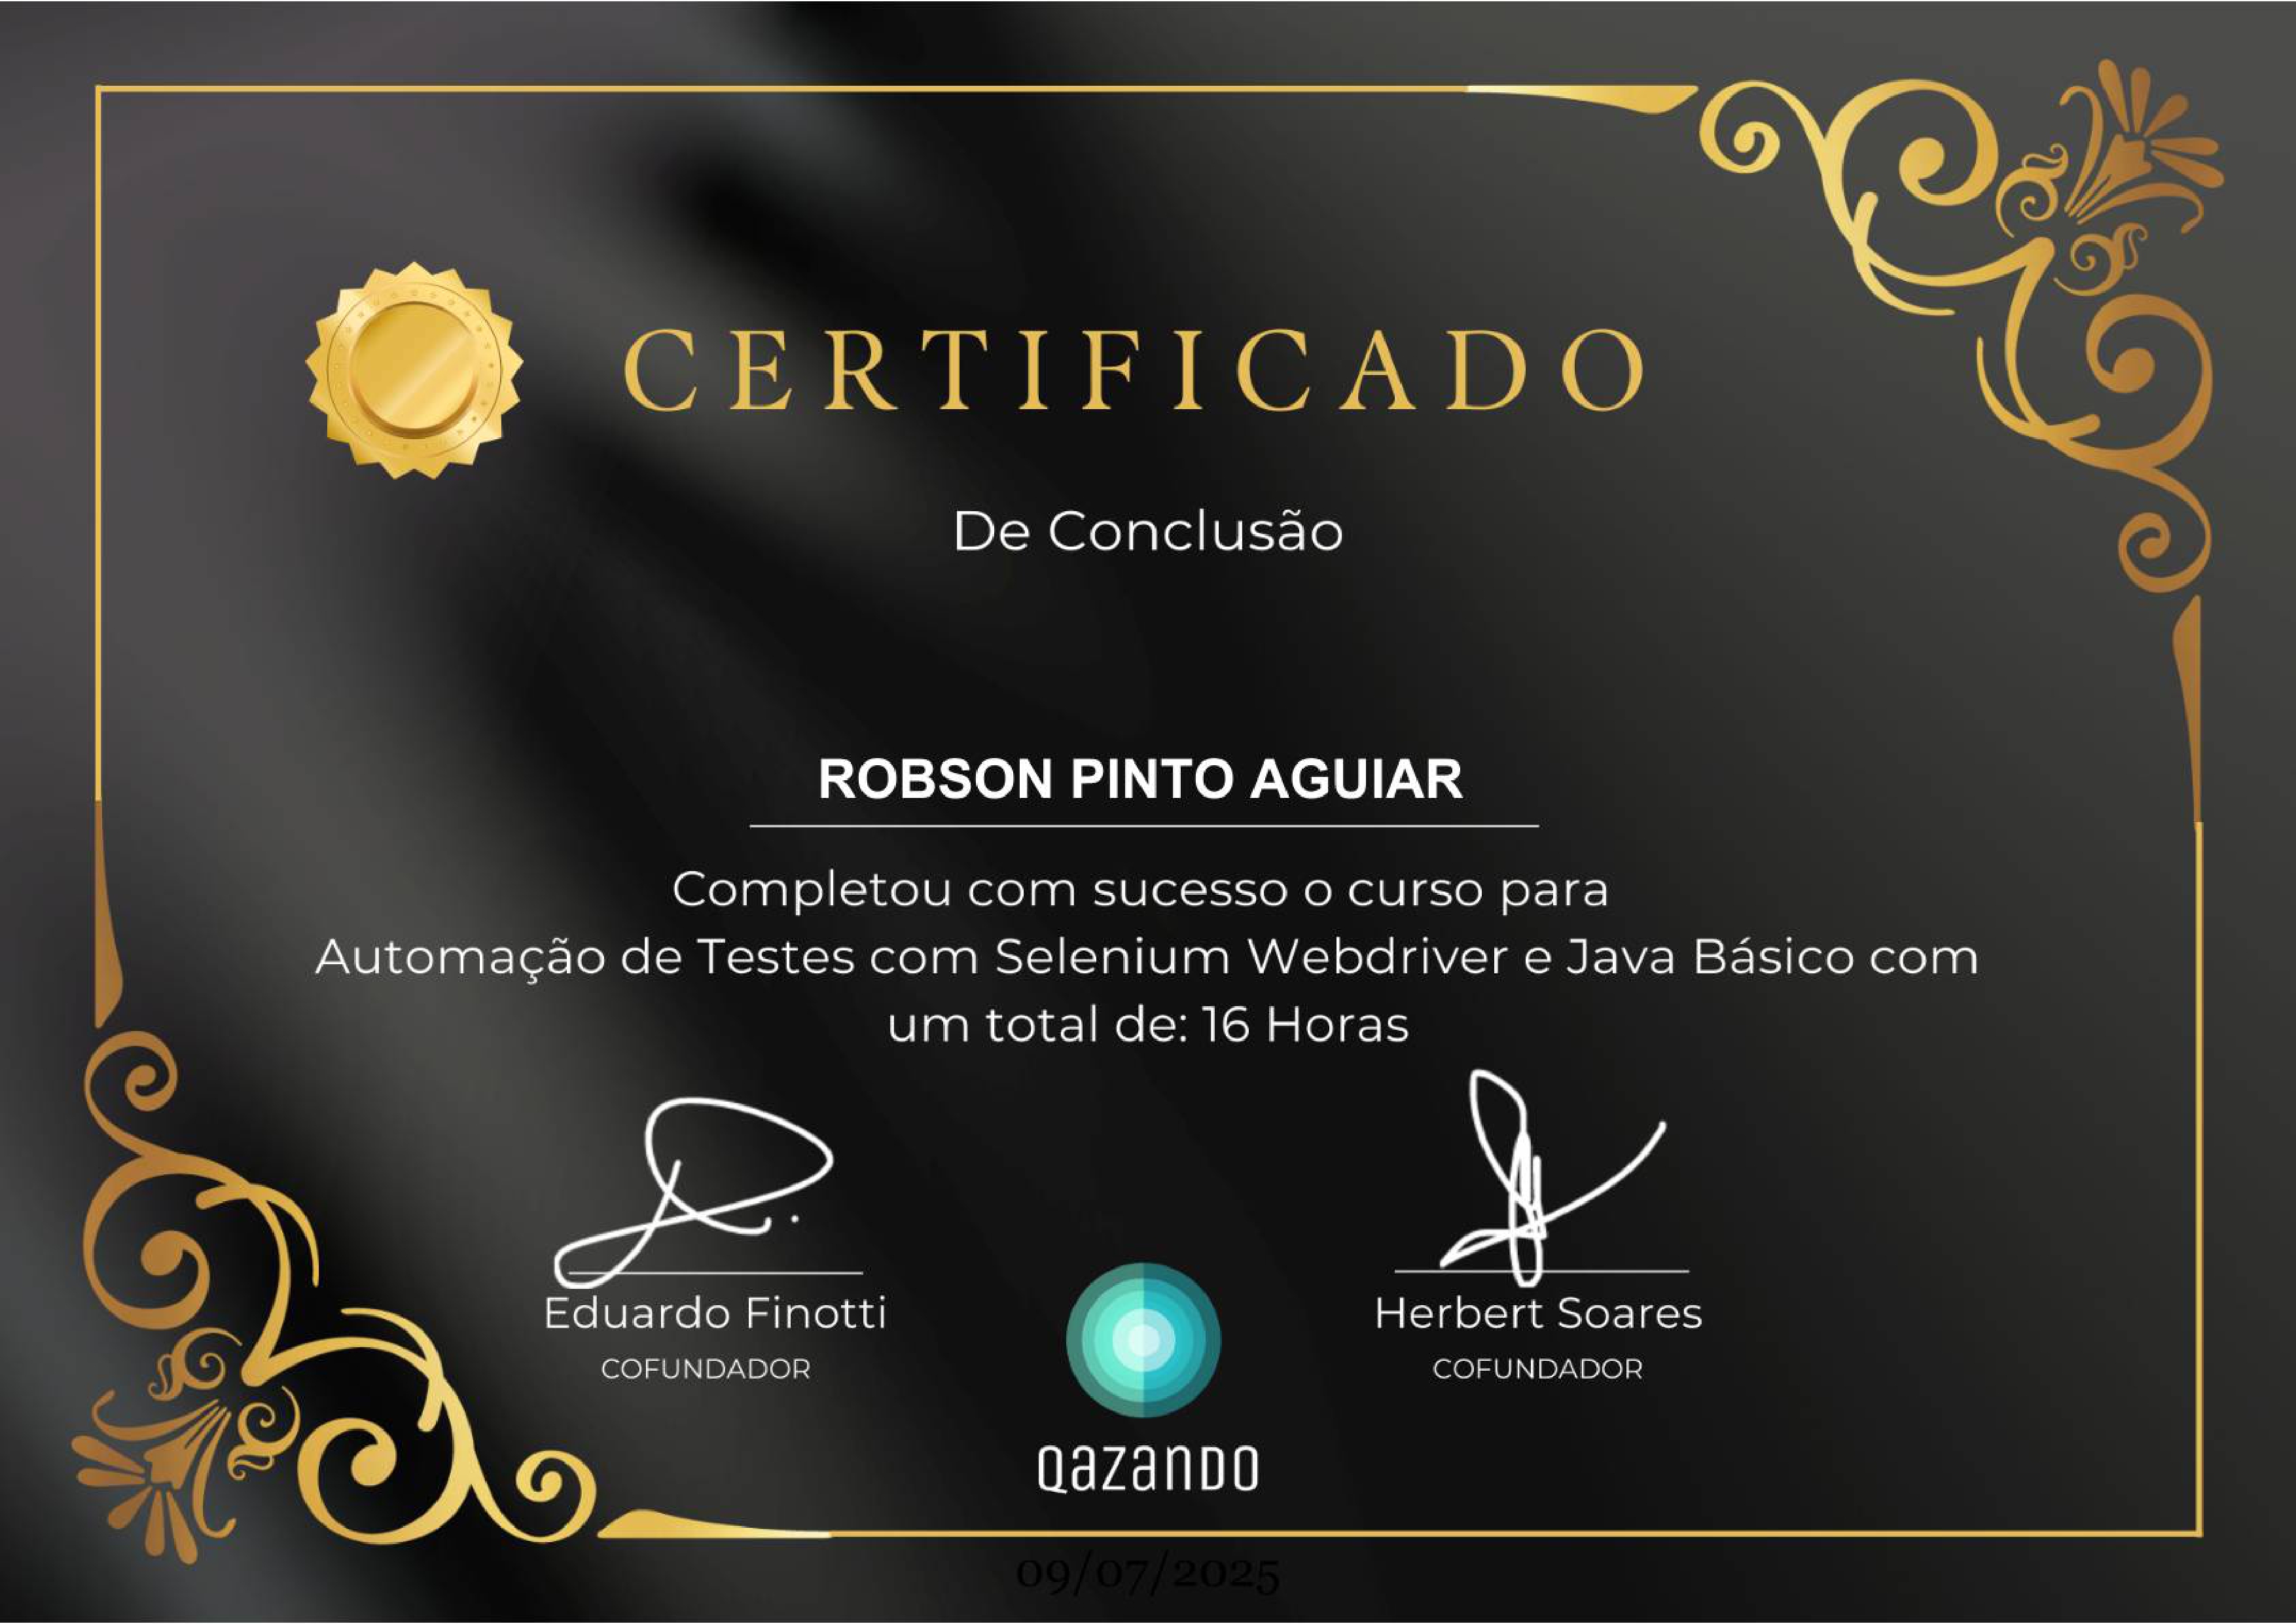 CERTIFICADO
De Conclusão
ROBSON PINTO AGUIAR
Completou com sucesso o curso para
Automação de Testes com Selenium Webdriver e Java Básico com
um total de: 16 Horas
Eduardo Finotti
COFUNDADOR
Herbert Soares
COFUNDADOR
QAZANDO
09/07/2025